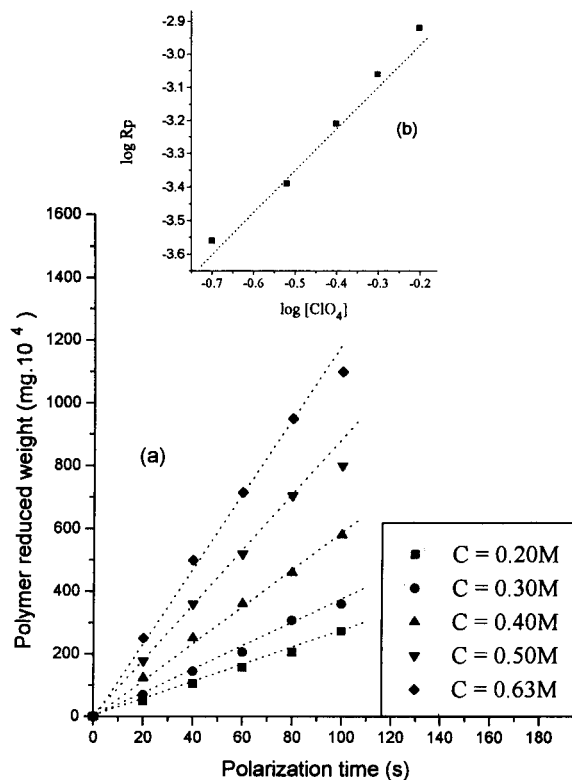 -2.9
-3.0
-3.1
-3.2
-3.3
-3.4
-3.5
-3.6
log Rp
(b)
-0.7 -0.6 -0.5 -0.4 -0.3 -0.2
log [ClO4}
1600
1400
1200
1000
800
600
400
200
0
Polymer reduced weight (mg.10 4)
(a)
C = 0.20M
C = 0.30M
C = 0.40M
C = 0.50M
C = 0.63M
0 20 40 60 80 100 120 140 160 180
Polarization time (s)